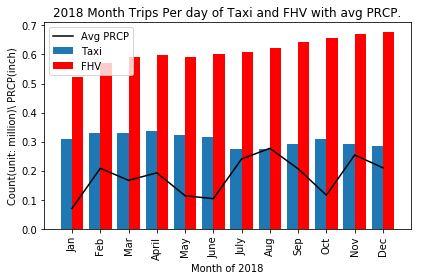 2018 Month Trips Per day of Taxi and FHV with avg PRCP.
Count(unit: million)\\ PRCP(inch)
0.7
0.6
0.5
0.4
0.3
0.2
0.1
0.0
Avg PRCP
Taxi
FHV
Jan
Feb
Mar
April
May
June
July
Aug
Sep
Oct
Nov
Dec
Month of 2018